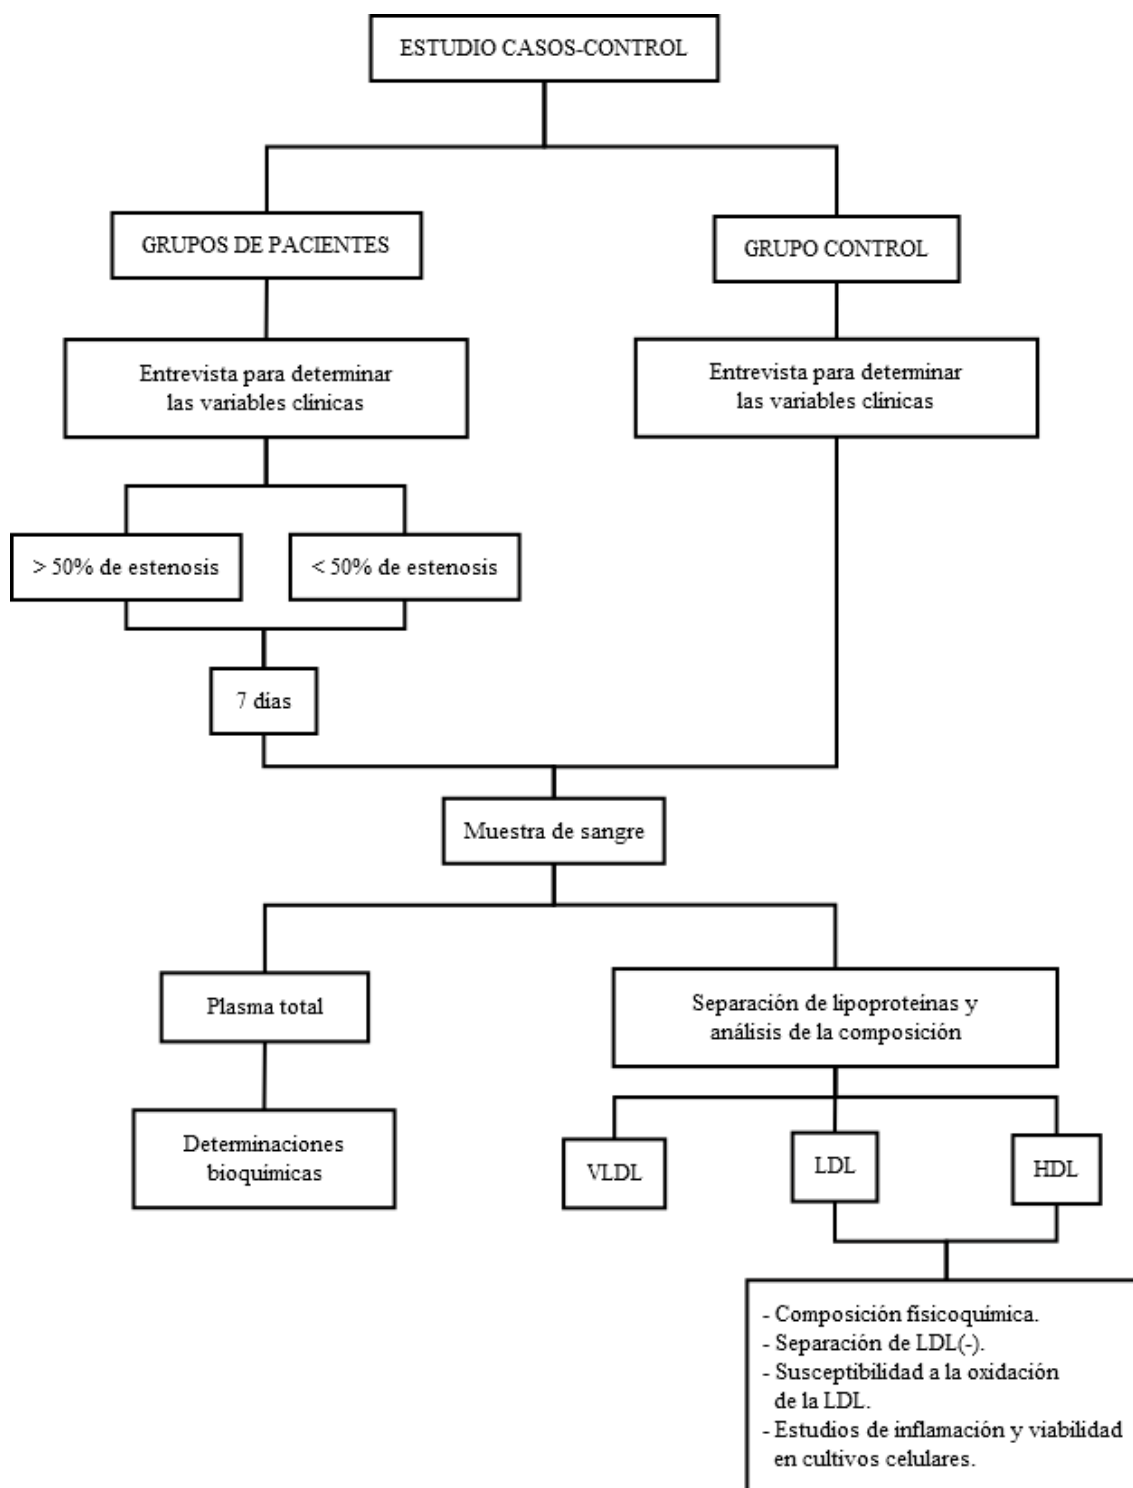 ESTUDIO CASOS-CONTROL
GRUPOS DE PACIENTES
GRUPO CONTROL
Entrevista para determinar
las variables clínicas
Entrevista para determinar
las variables clínicas
> 50% de estenosis
< 50% de estenosis
7 días
Muestra de sangre
Plasma total
Separación de lipoproteínas y
análisis de la composición
Determinaciones
bioquímicas
VLDL
LDL
HDL
- Composición físicoquímica.
- Separación de LDL(-).
- Susceptibilidad a la oxidación
de la LDL.
- Estudios de inflamación y viabilidad
en cultivos celulares.